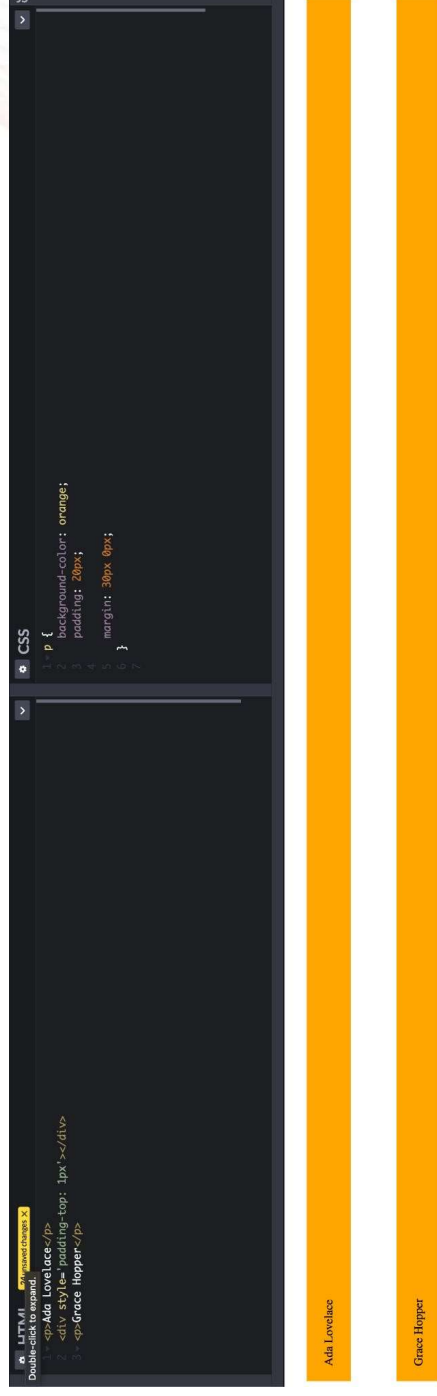 HTML
24 unsaved changes X
Double-click to expand.
1 <p>Ada Lovelace</p>
2 <div style='padding-top: 1px'></div>
3 <p>Grace Hopper</p>
CSS
1 p {
2 background-color: orange;
3 padding: 20px;
4
5 margin: 30px 0px;
6 }
7
Ada Lovelace
Grace Hopper